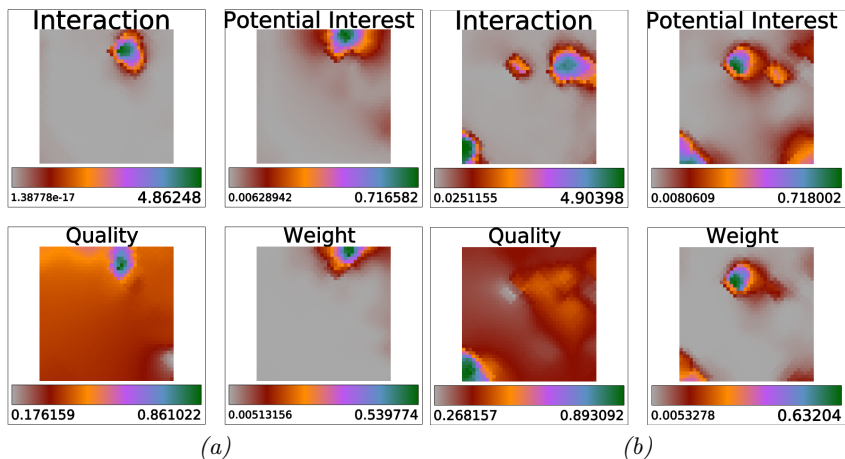 Interaction Potential Interest Interaction Potential Interest
1.38778e-17 4.86248 0.00628942 0.716582 0.0251155 4.90398 0.0080609 0.718002
Quality Weight Quality Weight
0.176159 0.861022 0.00513156 0.539774 0.268157 0.893092 0.0053278 0.63204
(a) (b)